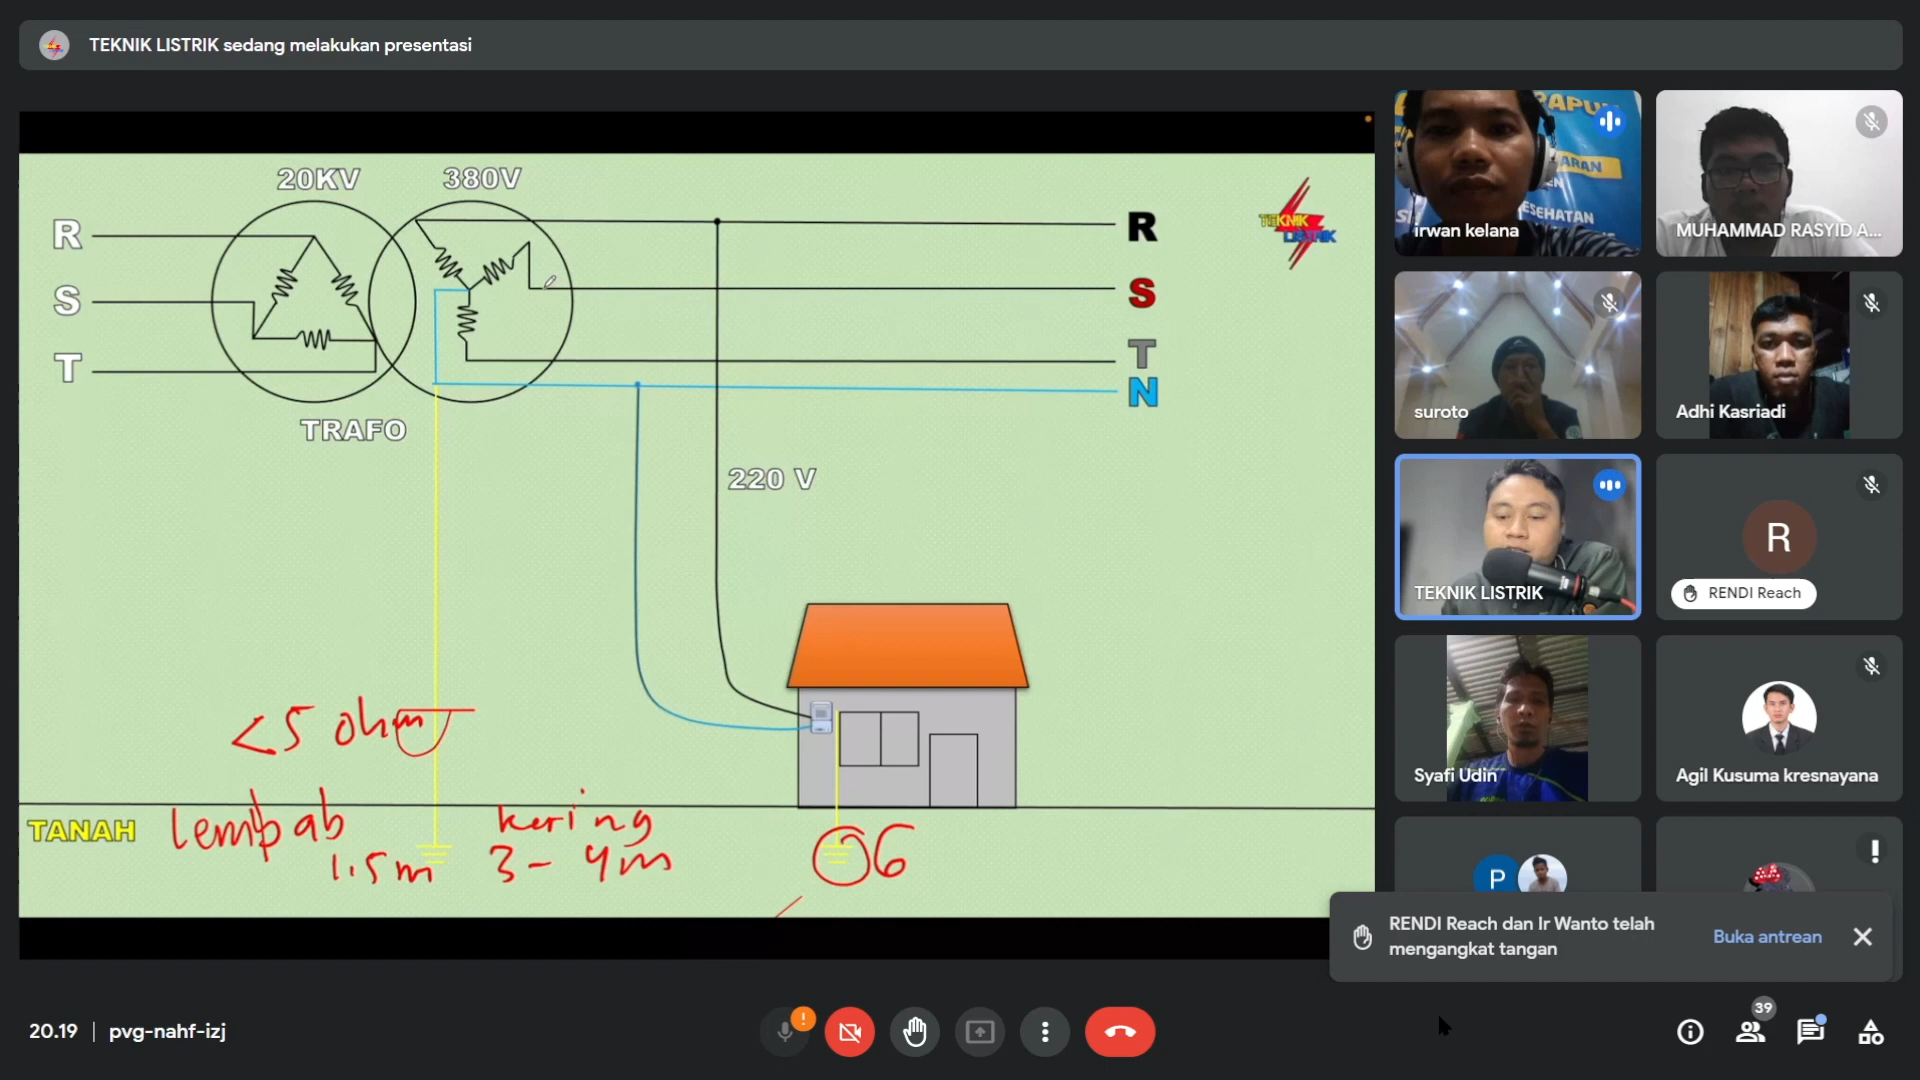 TEKNIK LISTRIK sedang melakukan presentasi
20KV
380V
R
S
T
TRAFO
R
S
T
N
TEKNIK
LISTRIK
220 V
<5 ohm
TANAH
lembab
1.5 m
kering
3 - 4m
6
irwan kelana
MUHAMMAD RASYID A...
suroto
Adhi Kasriadi
TEKNIK LISTRIK
R
RENDI Reach
Syafi Udin
Agil Kusuma kresnayana
P
RENDI Reach dan Ir Wanto telah
mengangkat tangan
Buka antrean
20.19
pvg-nahf-izj
39